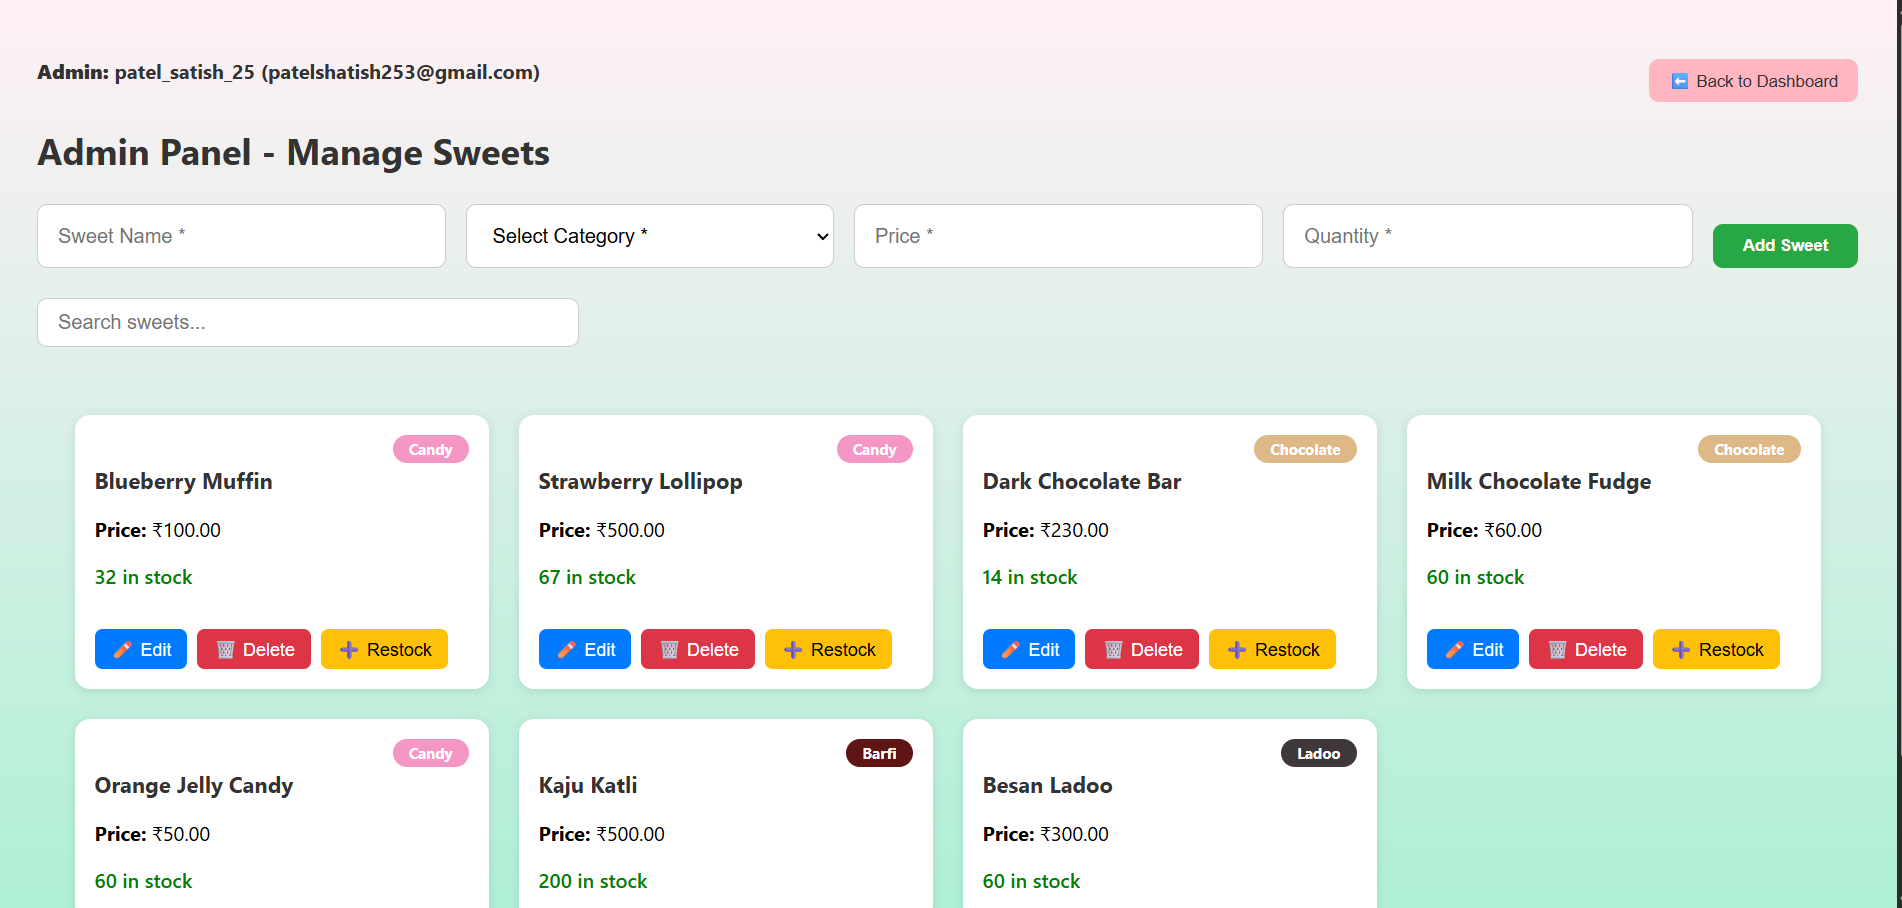 Admin: patel_satish_25 (patelshatish253@gmail.com)
Back to Dashboard
Admin Panel - Manage Sweets
Sweet Name *
Select Category *
Price *
Quantity *
Add Sweet
Search sweets...
Candy
Blueberry Muffin
Price: ₹100.00
32 in stock
Edit
Delete
Restock
Candy
Strawberry Lollipop
Price: ₹500.00
67 in stock
Edit
Delete
Restock
Chocolate
Dark Chocolate Bar
Price: ₹230.00
14 in stock
Edit
Delete
Restock
Chocolate
Milk Chocolate Fudge
Price: ₹60.00
60 in stock
Edit
Delete
Restock
Candy
Orange Jelly Candy
Price: ₹50.00
60 in stock
Barfi
Kaju Katli
Price: ₹500.00
200 in stock
Ladoo
Besan Ladoo
Price: ₹300.00
60 in stock